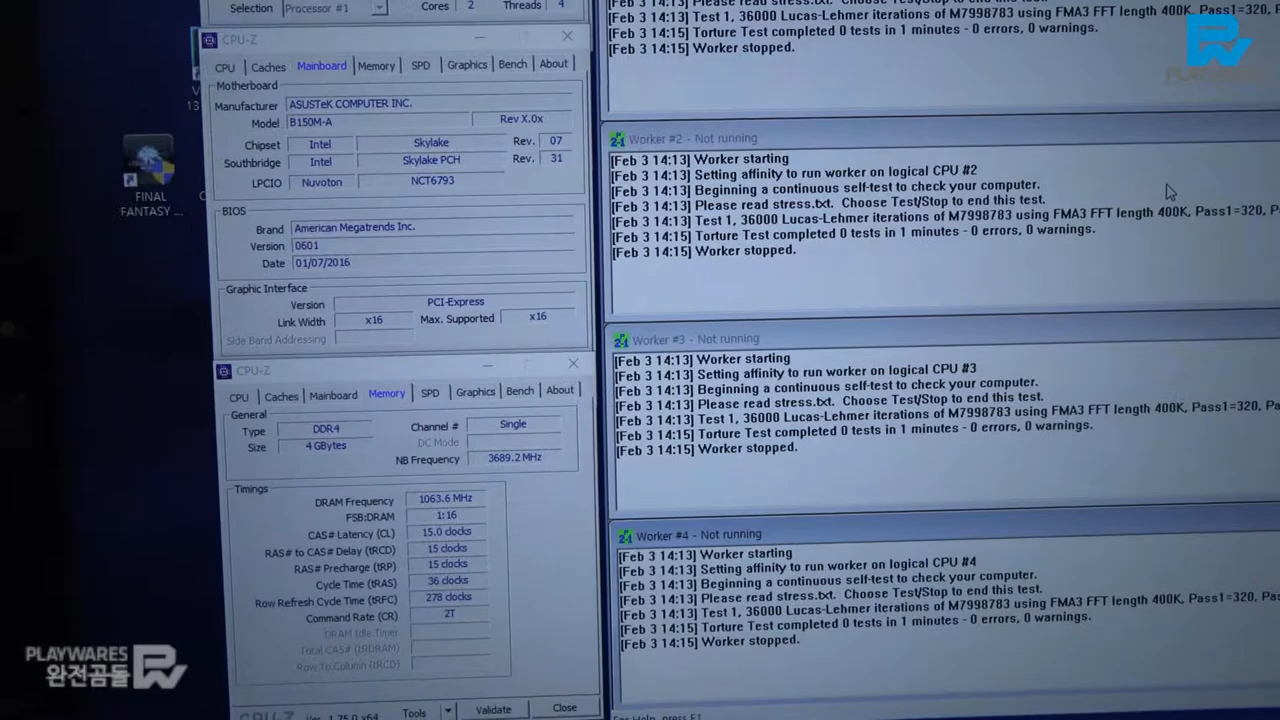 Selection Processor #1 Cores 2 Threads 4
CPU-Z
CPU Caches Mainboard Memory SPD Graphics Bench About
Motherboard
Manufacturer ASUSTeK COMPUTER INC.
Model B150M-A Rev X.0x
Chipset Intel Skylake Rev. 07
Southbridge Intel Skylake PCH Rev. 31
LPCIO Nuvoton NCT6793
BIOS
Brand American Megatrends Inc.
Version 0601
Date 01/07/2016
Graphic Interface
Version PCI-Express
Link Width x16 Max. Supported x16
Side Band Addressing
CPU-Z
CPU Caches Mainboard Memory SPD Graphics Bench About
General
Type DDR4 Channel # Single
Size 4 GBytes DC Mode
NB Frequency 3689.2 MHz
Timings
DRAM Frequency 1063.6 MHz
FSB:DRAM 1:16
CAS# Latency (CL) 15.0 clocks
RAS# to CAS# Delay (tRCD) 15 clocks
RAS# Precharge (tRP) 15 clocks
Cycle Time (tRAS) 36 clocks
Row Refresh Cycle Time (tRFC) 278 clocks
Command Rate (CR) 2T
DRAM Idle Timer
Total CAS# (tRDRAM)
Row To Column (tRCD)
CPU-Z Tools Validate Close
FINAL
FANTASY ...
[Feb 3 14:13] Test 1, 36000 Lucas-Lehmer iterations of M7998783 using FMA3 FFT length 400K, Pass1=320,
[Feb 3 14:15] Torture Test completed 0 tests in 1 minutes - 0 errors, 0 warnings.
[Feb 3 14:15] Worker stopped.
Worker #2 - Not running
[Feb 3 14:13] Worker starting
[Feb 3 14:13] Setting affinity to run worker on logical CPU #2
[Feb 3 14:13] Beginning a continuous self-test to check your computer.
[Feb 3 14:13] Please read stress.txt. Choose Test/Stop to end this test.
[Feb 3 14:13] Test 1, 36000 Lucas-Lehmer iterations of M7998783 using FMA3 FFT length 400K, Pass1=320, P
[Feb 3 14:15] Torture Test completed 0 tests in 1 minutes - 0 errors, 0 warnings.
[Feb 3 14:15] Worker stopped.
Worker #3 - Not running
[Feb 3 14:13] Worker starting
[Feb 3 14:13] Setting affinity to run worker on logical CPU #3
[Feb 3 14:13] Beginning a continuous self-test to check your computer.
[Feb 3 14:13] Please read stress.txt. Choose Test/Stop to end this test.
[Feb 3 14:13] Test 1, 36000 Lucas-Lehmer iterations of M7998783 using FMA3 FFT length 400K, Pass1=320,
[Feb 3 14:15] Torture Test completed 0 tests in 1 minutes - 0 errors, 0 warnings.
[Feb 3 14:15] Worker stopped.
Worker #4 - Not running
[Feb 3 14:13] Worker starting
[Feb 3 14:13] Setting affinity to run worker on logical CPU #4
[Feb 3 14:13] Beginning a continuous self-test to check your computer.
[Feb 3 14:13] Please read stress.txt. Choose Test/Stop to end this test.
[Feb 3 14:13] Test 1, 36000 Lucas-Lehmer iterations of M7998783 using FMA3 FFT length 400K, Pass1=320,
[Feb 3 14:15] Torture Test completed 0 tests in 1 minutes - 0 errors, 0 warnings.
[Feb 3 14:15] Worker stopped.
For Help, press F1
PLAYWARES
PLAYWARES
완전곰돌